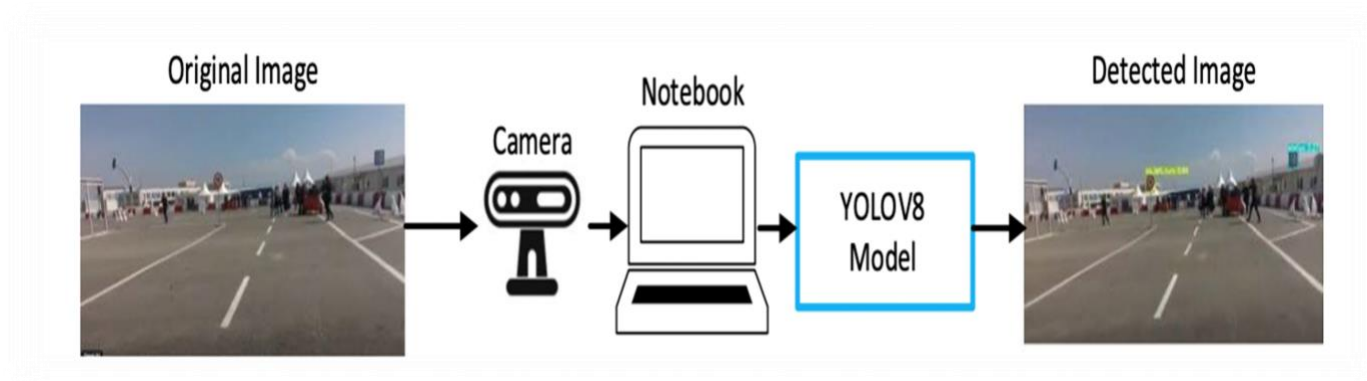 Original Image
Camera
Notebook
YOLOV8
Model
Detected Image